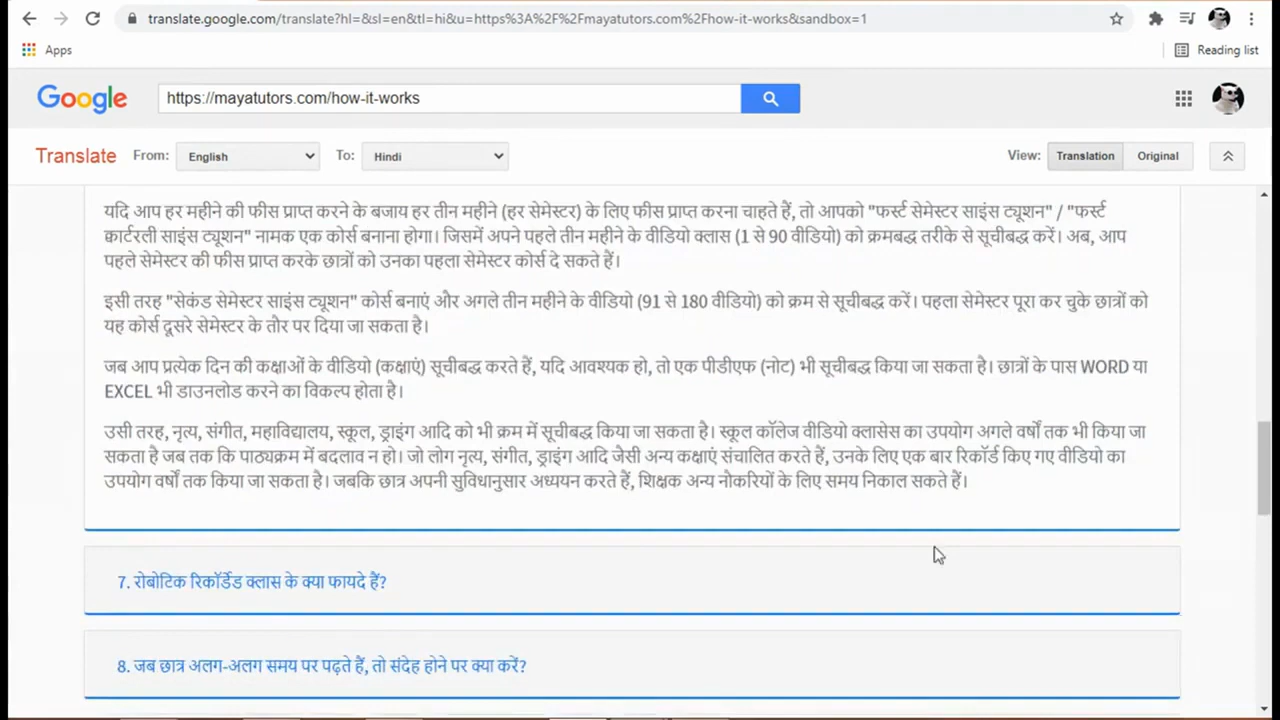 translate.google.com/translate?hl=&sl=en&tl=hi&u=https%3A%2F%2Fmayatutors.com%2Fhow-it-works&sandbox=1
Apps
Reading list
Google
https://mayatutors.com/how-it-works
Translate From: English To: Hindi View: Translation Original
यदि आप हर महीने की फीस प्राप्त करने के बजाय हर तीन महीने (हर सेमेस्टर) के लिए फीस प्राप्त करना चाहते हैं, तो आपको "फर्स्ट सेमेस्टर साइंस ट्यूशन" / "फर्स्ट
क्वार्टरली साइंस ट्यूशन" नामक एक कोर्स बनाना होगा। जिसमें अपने पहले तीन महीने के वीडियो क्लास (1 से 90 वीडियो) को क्रमबद्ध तरीके से सूचीबद्ध करें। अब, आप
पहले सेमेस्टर की फीस प्राप्त करके छात्रों को उनका पहला सेमेस्टर कोर्स दे सकते हैं।
इसी तरह "सेकंड सेमेस्टर साइंस ट्यूशन" कोर्स बनाएं और अगले तीन महीने के वीडियो (91 से 180 वीडियो) को क्रम से सूचीबद्ध करें। पहला सेमेस्टर पूरा कर चुके छात्रों को
यह कोर्स दूसरे सेमेस्टर के तौर पर दिया जा सकता है।
जब आप प्रत्येक दिन की कक्षाओं के वीडियो (कक्षाएं) सूचीबद्ध करते हैं, यदि आवश्यक हो, तो एक पीडीएफ (नोट) भी सूचीबद्ध किया जा सकता है। छात्रों के पास WORD या
EXCEL भी डाउनलोड करने का विकल्प होता है।
उसी तरह, नृत्य, संगीत, महाविद्यालय, स्कूल, ड्राइंग आदि को भी क्रम में सूचीबद्ध किया जा सकता है। स्कूल कॉलेज वीडियो क्लासेस का उपयोग अगले वर्षों तक भी किया जा
सकता है जब तक कि पाठ्यक्रम में बदलाव न हो। जो लोग नृत्य, संगीत, ड्राइंग आदि जैसी अन्य कक्षाएं संचालित करते हैं, उनके लिए एक बार रिकॉर्ड किए गए वीडियो का
उपयोग वर्षों तक किया जा सकता है। जबकि छात्र अपनी सुविधानुसार अध्ययन करते हैं, शिक्षक अन्य नौकरियों के लिए समय निकाल सकते हैं।
7. रोबोटिक रिकॉर्डेड क्लास के क्या फायदे हैं?
8. जब छात्र अलग-अलग समय पर पढ़ते हैं, तो संदेह होने पर क्या करें?